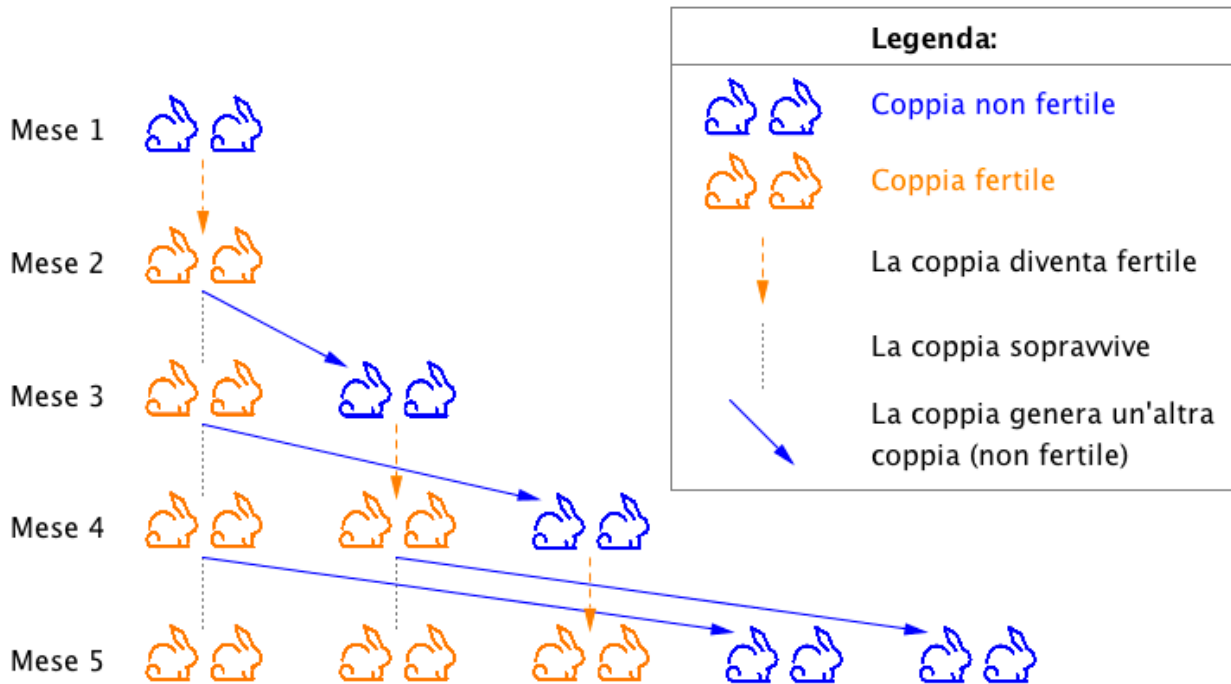 Legenda:
Coppia non fertile
Coppia fertile
La coppia diventa fertile
La coppia sopravvive
La coppia genera un'altra
coppia (non fertile)
Mese 1
Mese 2
Mese 3
Mese 4
Mese 5